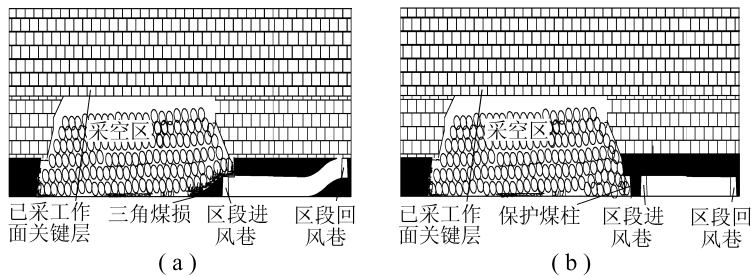 采空区
采空区
已采工作
面关键层
三角煤损
区段进
风巷
区段回
风巷
已采工作
面关键层
保护煤柱
区段进
风巷
区段回
风巷
(a)
(b)